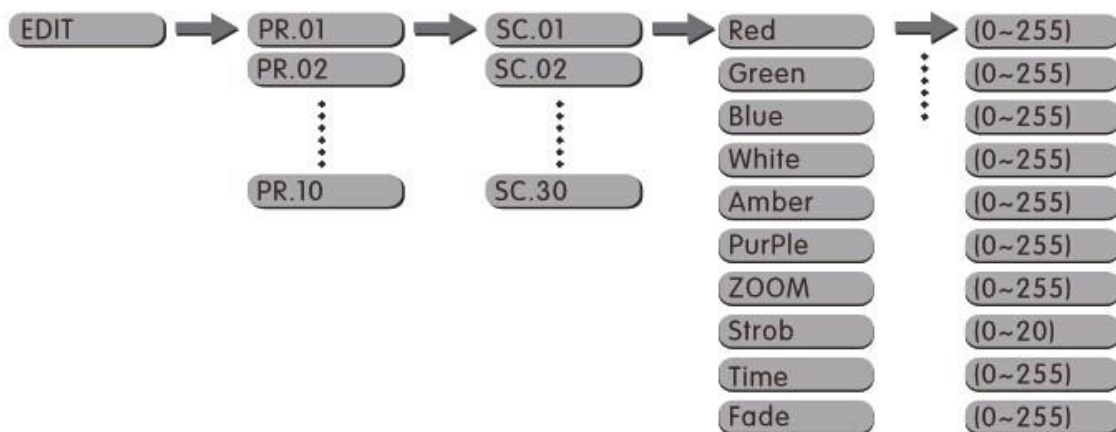 EDIT PR.01 SC.01 Red (0~255)
PR.02 SC.02 Green (0~255)
Blue (0~255)
White (0~255)
PR.10 SC.30 Amber (0~255)
PurPle (0~255)
ZOOM (0~255)
Strob (0~20)
Time (0~255)
Fade (0~255)